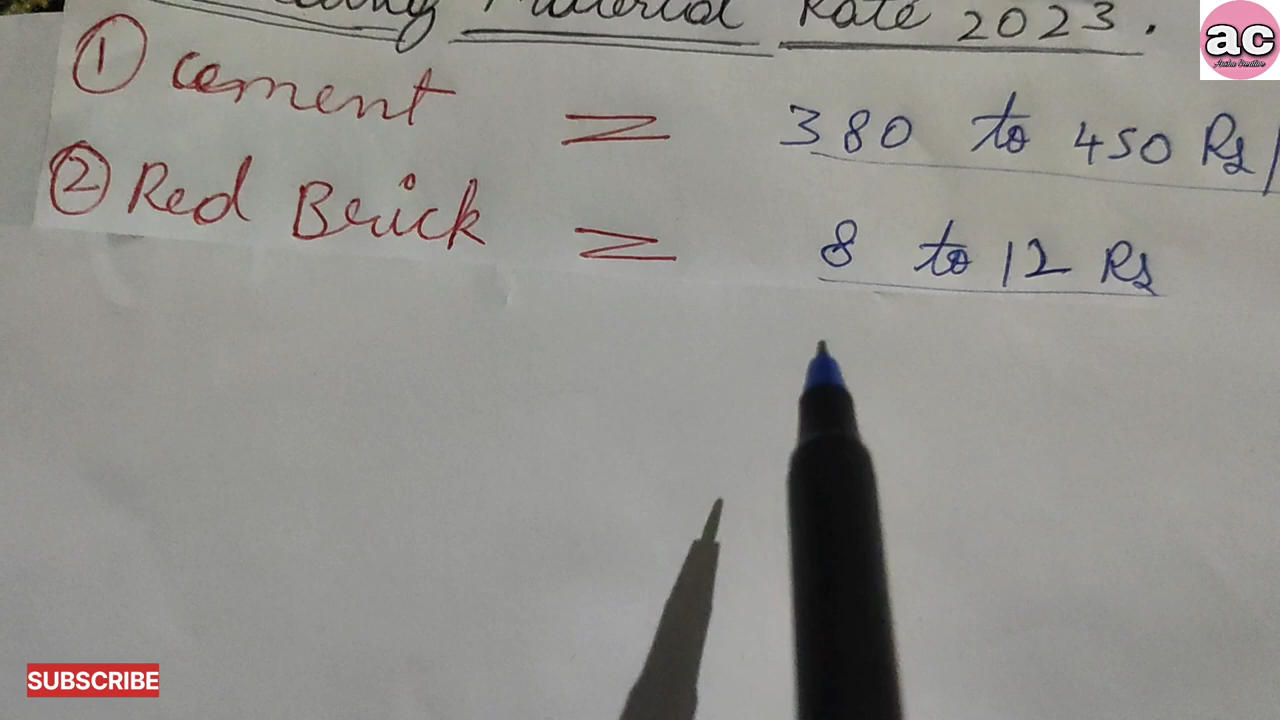 Material Rate 2023.
① cement = 380 to 450 Rs/
② Red Brick = 8 to 12 Rs
ac
SUBSCRIBE